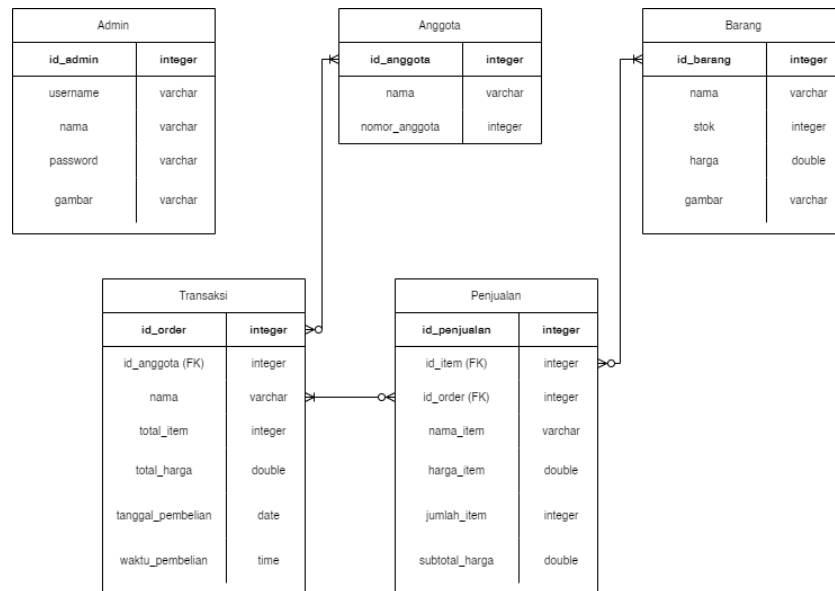 Admin
id_admin integer
username varchar
nama varchar
password varchar
gambar varchar
Anggota
id_anggota integer
nama varchar
nomor_anggota integer
Barang
id_barang integer
nama varchar
stok integer
harga double
gambar varchar
Transaksi
id_order integer
id_anggota (FK) integer
nama varchar
total_item integer
total_harga double
tanggal_pembelian date
waktu_pembelian time
Penjualan
id_penjualan integer
id_item (FK) integer
id_order (FK) integer
nama_item varchar
harga_item double
jumlah_item integer
subtotal_harga double